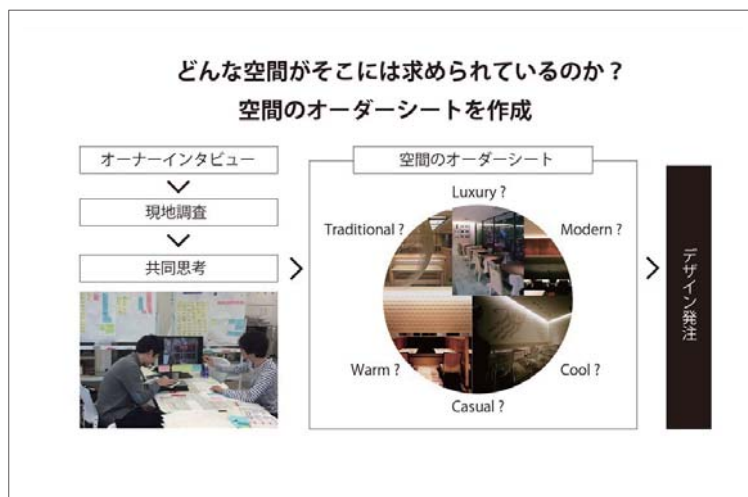 どんな空間がそこには求められているのか？
空間のオーダーシートを作成
オーナーインタビュー
現地調査
共同思考
空間のオーダーシート
Luxury ?
Traditional ?
Modern ?
Warm ?
Cool ?
Casual ?
デザイン発注